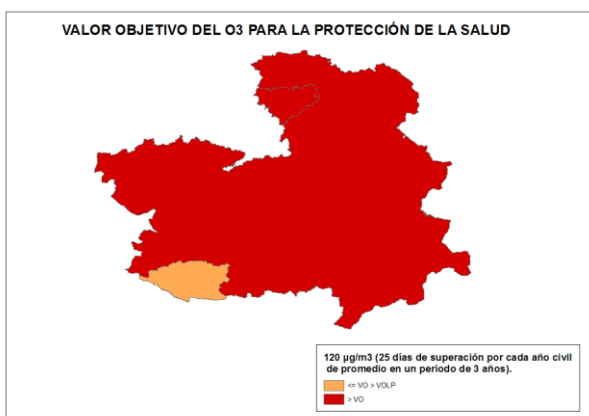 VALOR OBJETIVO DEL O3 PARA LA PROTECCIÓN DE LA SALUD
120 µg/m3 (25 días de superación por cada año civil
de promedio en un periodo de 3 años).
<= VO > VOLP
> VO